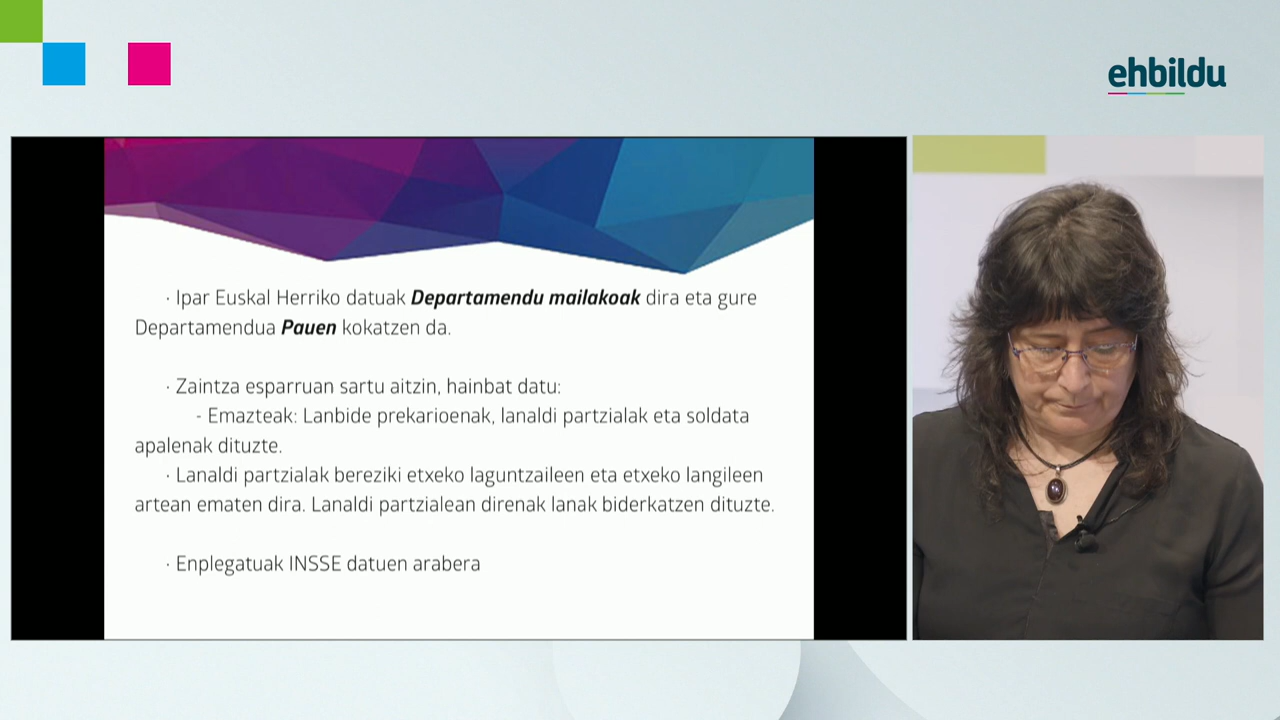 ehbildu
· Ipar Euskal Herriko datuak Departamendu mailakoak dira eta gure
Departamendua Pauen kokatzen da.
· Zaintza esparruan sartu aitzin, hainbat datu:
- Emazteak: Lanbide prekarioenak, lanaldi partzialak eta soldata
apalenak dituzte.
· Lanaldi partzialak bereziki etxeko laguntzaileen eta etxeko langileen
artean ematen dira. Lanaldi partzialean direnak lanak biderkatzen dituzte.
· Enplegatuak INSSE datuen arabera